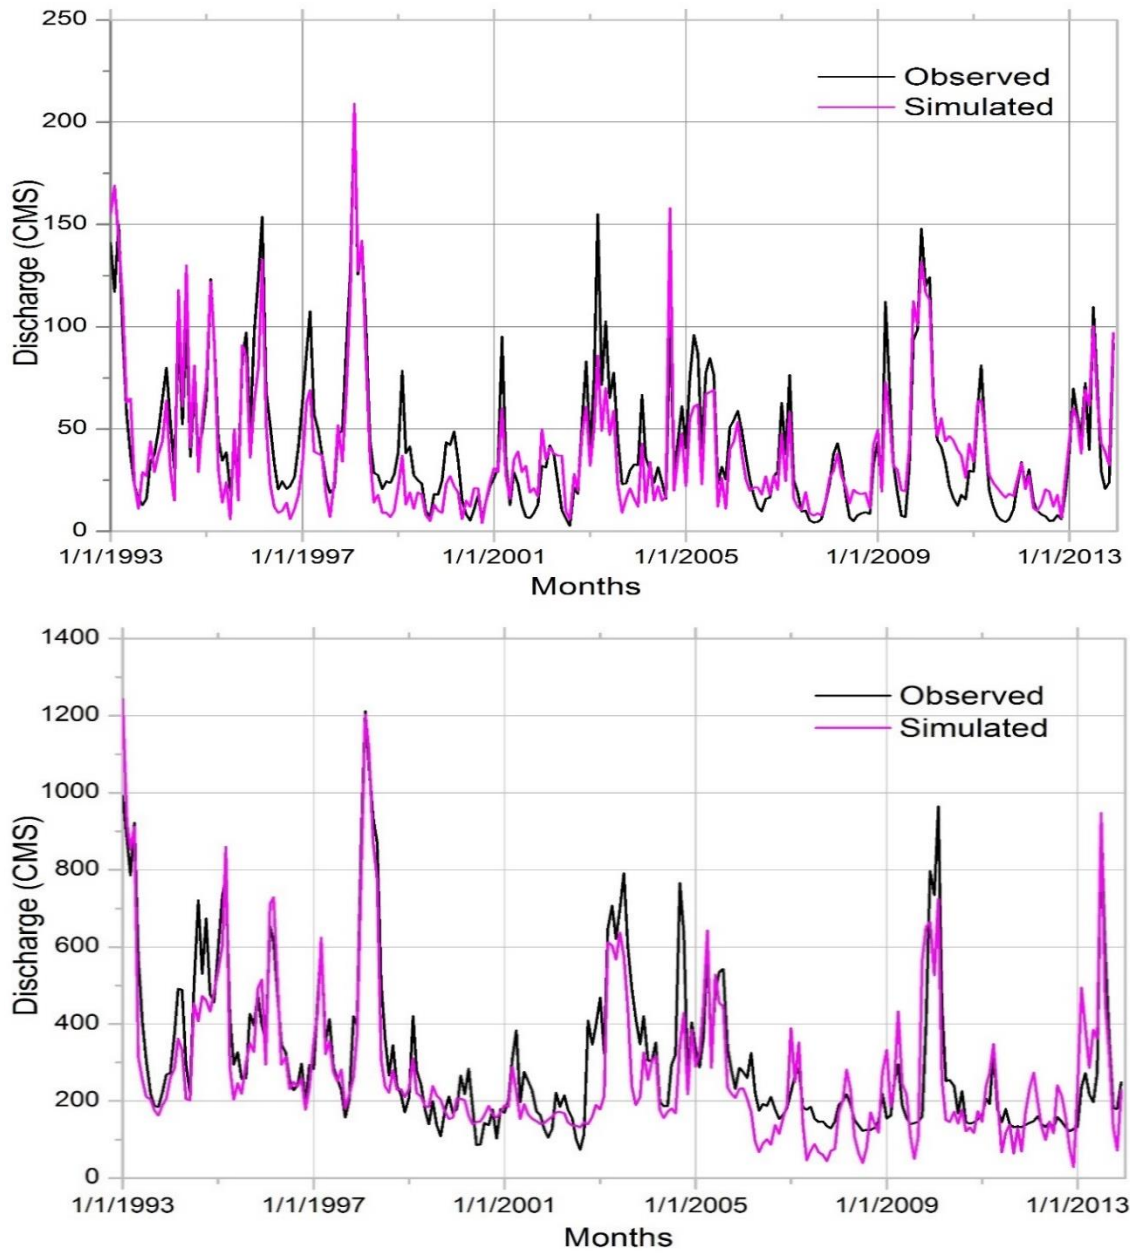 250
200
150
100
50
0
Discharge (CMS)
Observed
Simulated
1/1/1993 1/1/1997 1/1/2001 1/1/2005 1/1/2009 1/1/2013
Months
1400
1200
1000
800
600
400
200
0
Discharge (CMS)
Observed
Simulated
1/1/1993 1/1/1997 1/1/2001 1/1/2005 1/1/2009 1/1/2013
Months